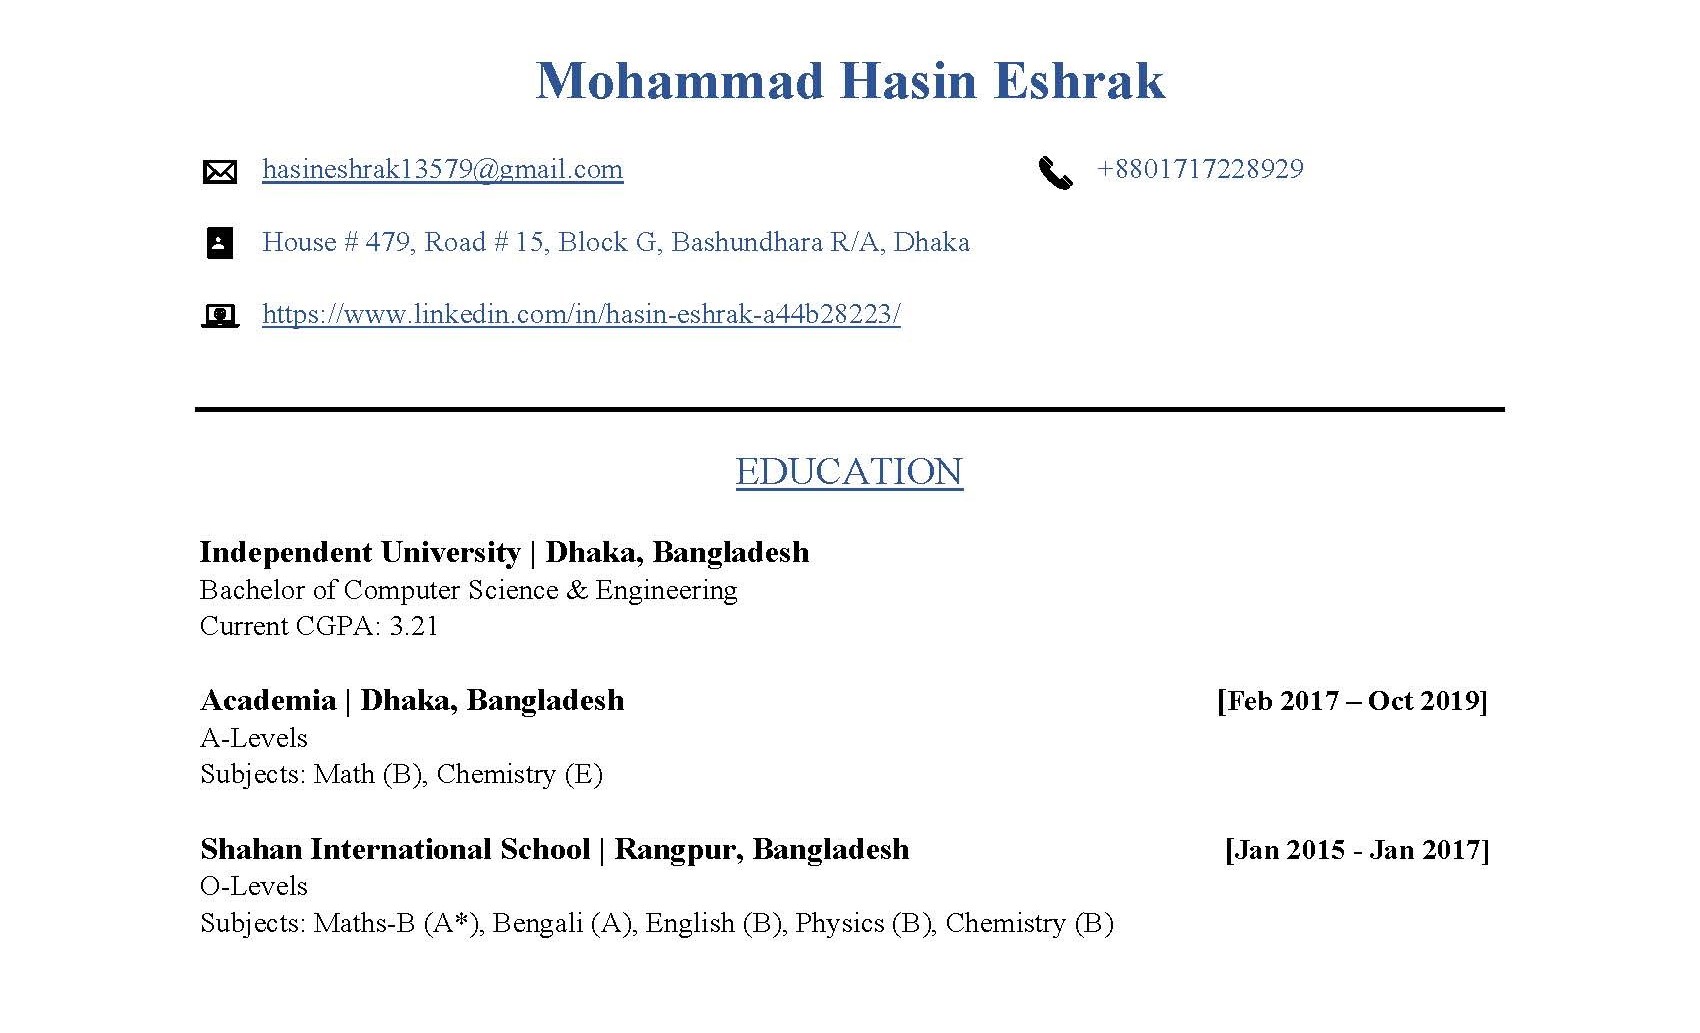 Mohammad Hasin Eshrak
hasineshrak13579@gmail.com +8801717228929
House # 479, Road # 15, Block G, Bashundhara R/A, Dhaka
https://www.linkedin.com/in/hasin-eshrak-a44b28223/
EDUCATION
Independent University | Dhaka, Bangladesh
Bachelor of Computer Science & Engineering
Current CGPA: 3.21
Academia | Dhaka, Bangladesh [Feb 2017 – Oct 2019]
A-Levels
Subjects: Math (B), Chemistry (E)
Shahan International School | Rangpur, Bangladesh [Jan 2015 - Jan 2017]
O-Levels
Subjects: Maths-B (A*), Bengali (A), English (B), Physics (B), Chemistry (B)